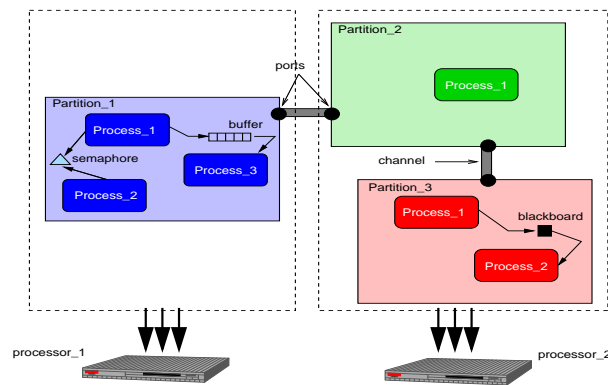 Partition_2
ports
Process_1
Partition_1
Process_1
buffer
semaphore
Process_3
Process_2
channel
Partition_3
Process_1
blackboard
Process_2
processor_1
processor_2